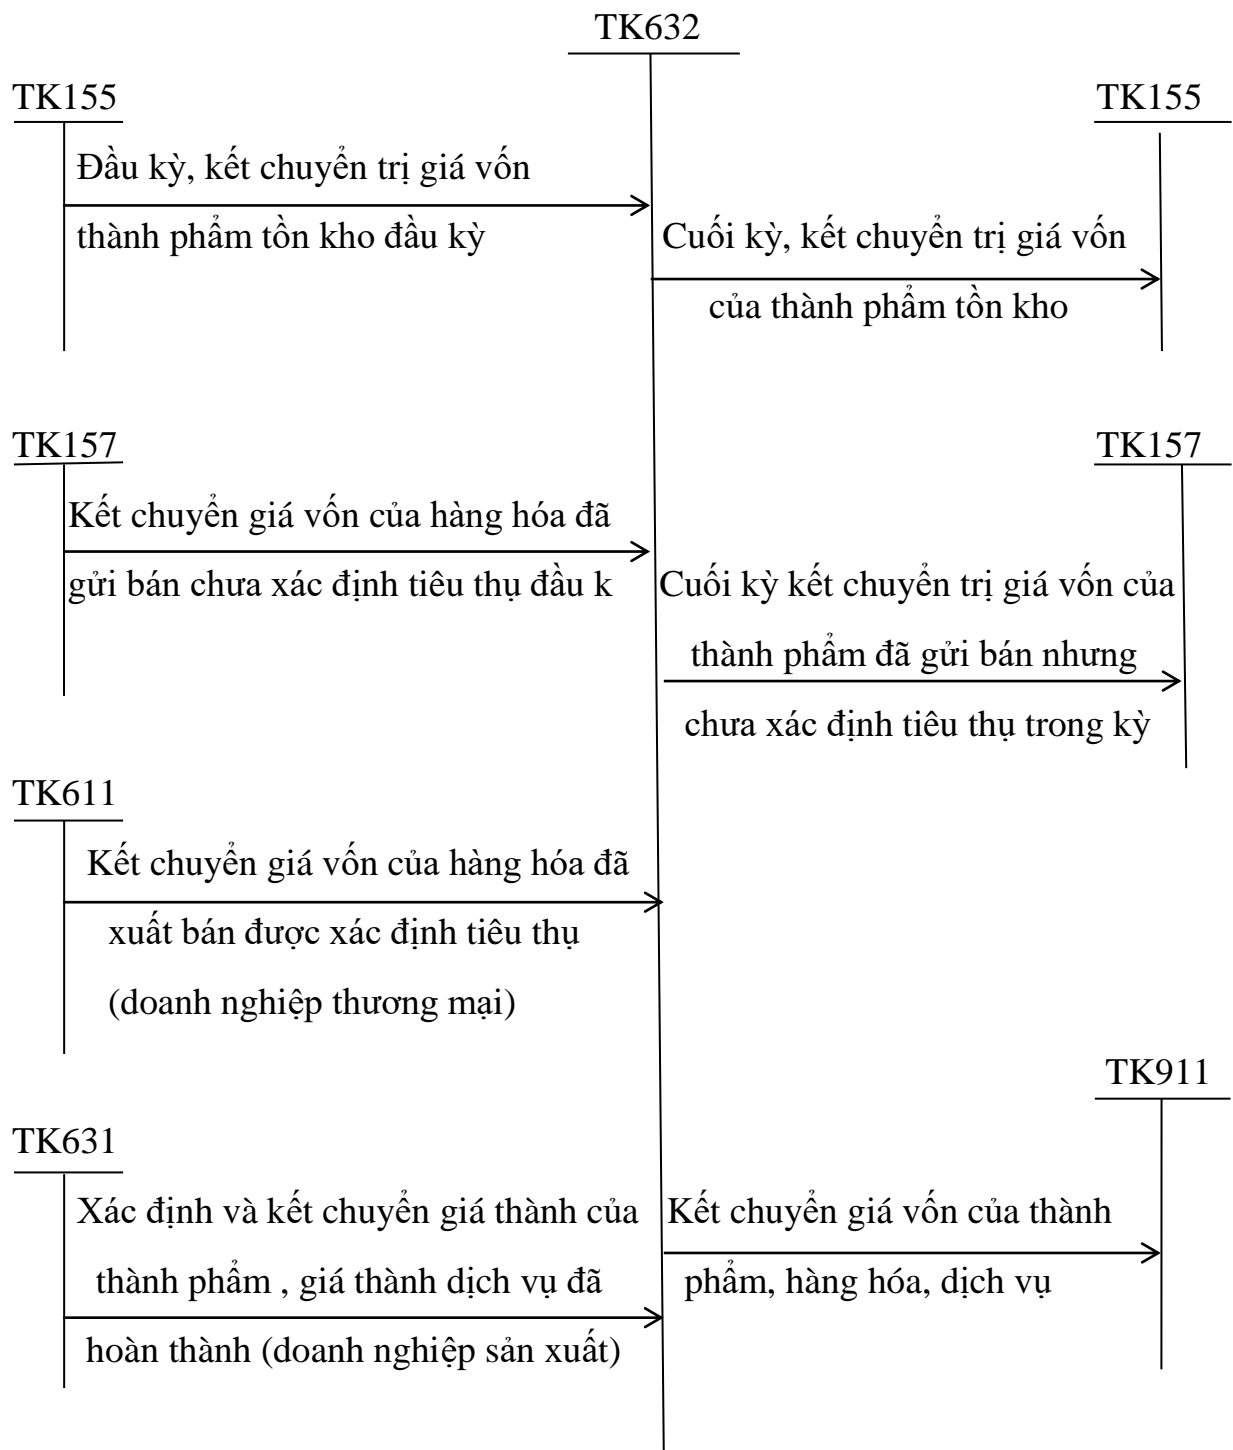 TK632
TK155
TK155
Đầu kỳ, kết chuyển trị giá vốn
thành phẩm tồn kho đầu kỳ
Cuối kỳ, kết chuyển trị giá vốn
của thành phẩm tồn kho
TK157
TK157
Kết chuyển giá vốn của hàng hóa đã
gửi bán chưa xác định tiêu thụ đầu k
Cuối kỳ kết chuyển trị giá vốn của
thành phẩm đã gửi bán nhưng
chưa xác định tiêu thụ trong kỳ
TK611
Kết chuyển giá vốn của hàng hóa đã
xuất bán được xác định tiêu thụ
(doanh nghiệp thương mại)
TK911
TK631
Xác định và kết chuyển giá thành của
thành phẩm , giá thành dịch vụ đã
hoàn thành (doanh nghiệp sản xuất)
Kết chuyển giá vốn của thành
phẩm, hàng hóa, dịch vụ